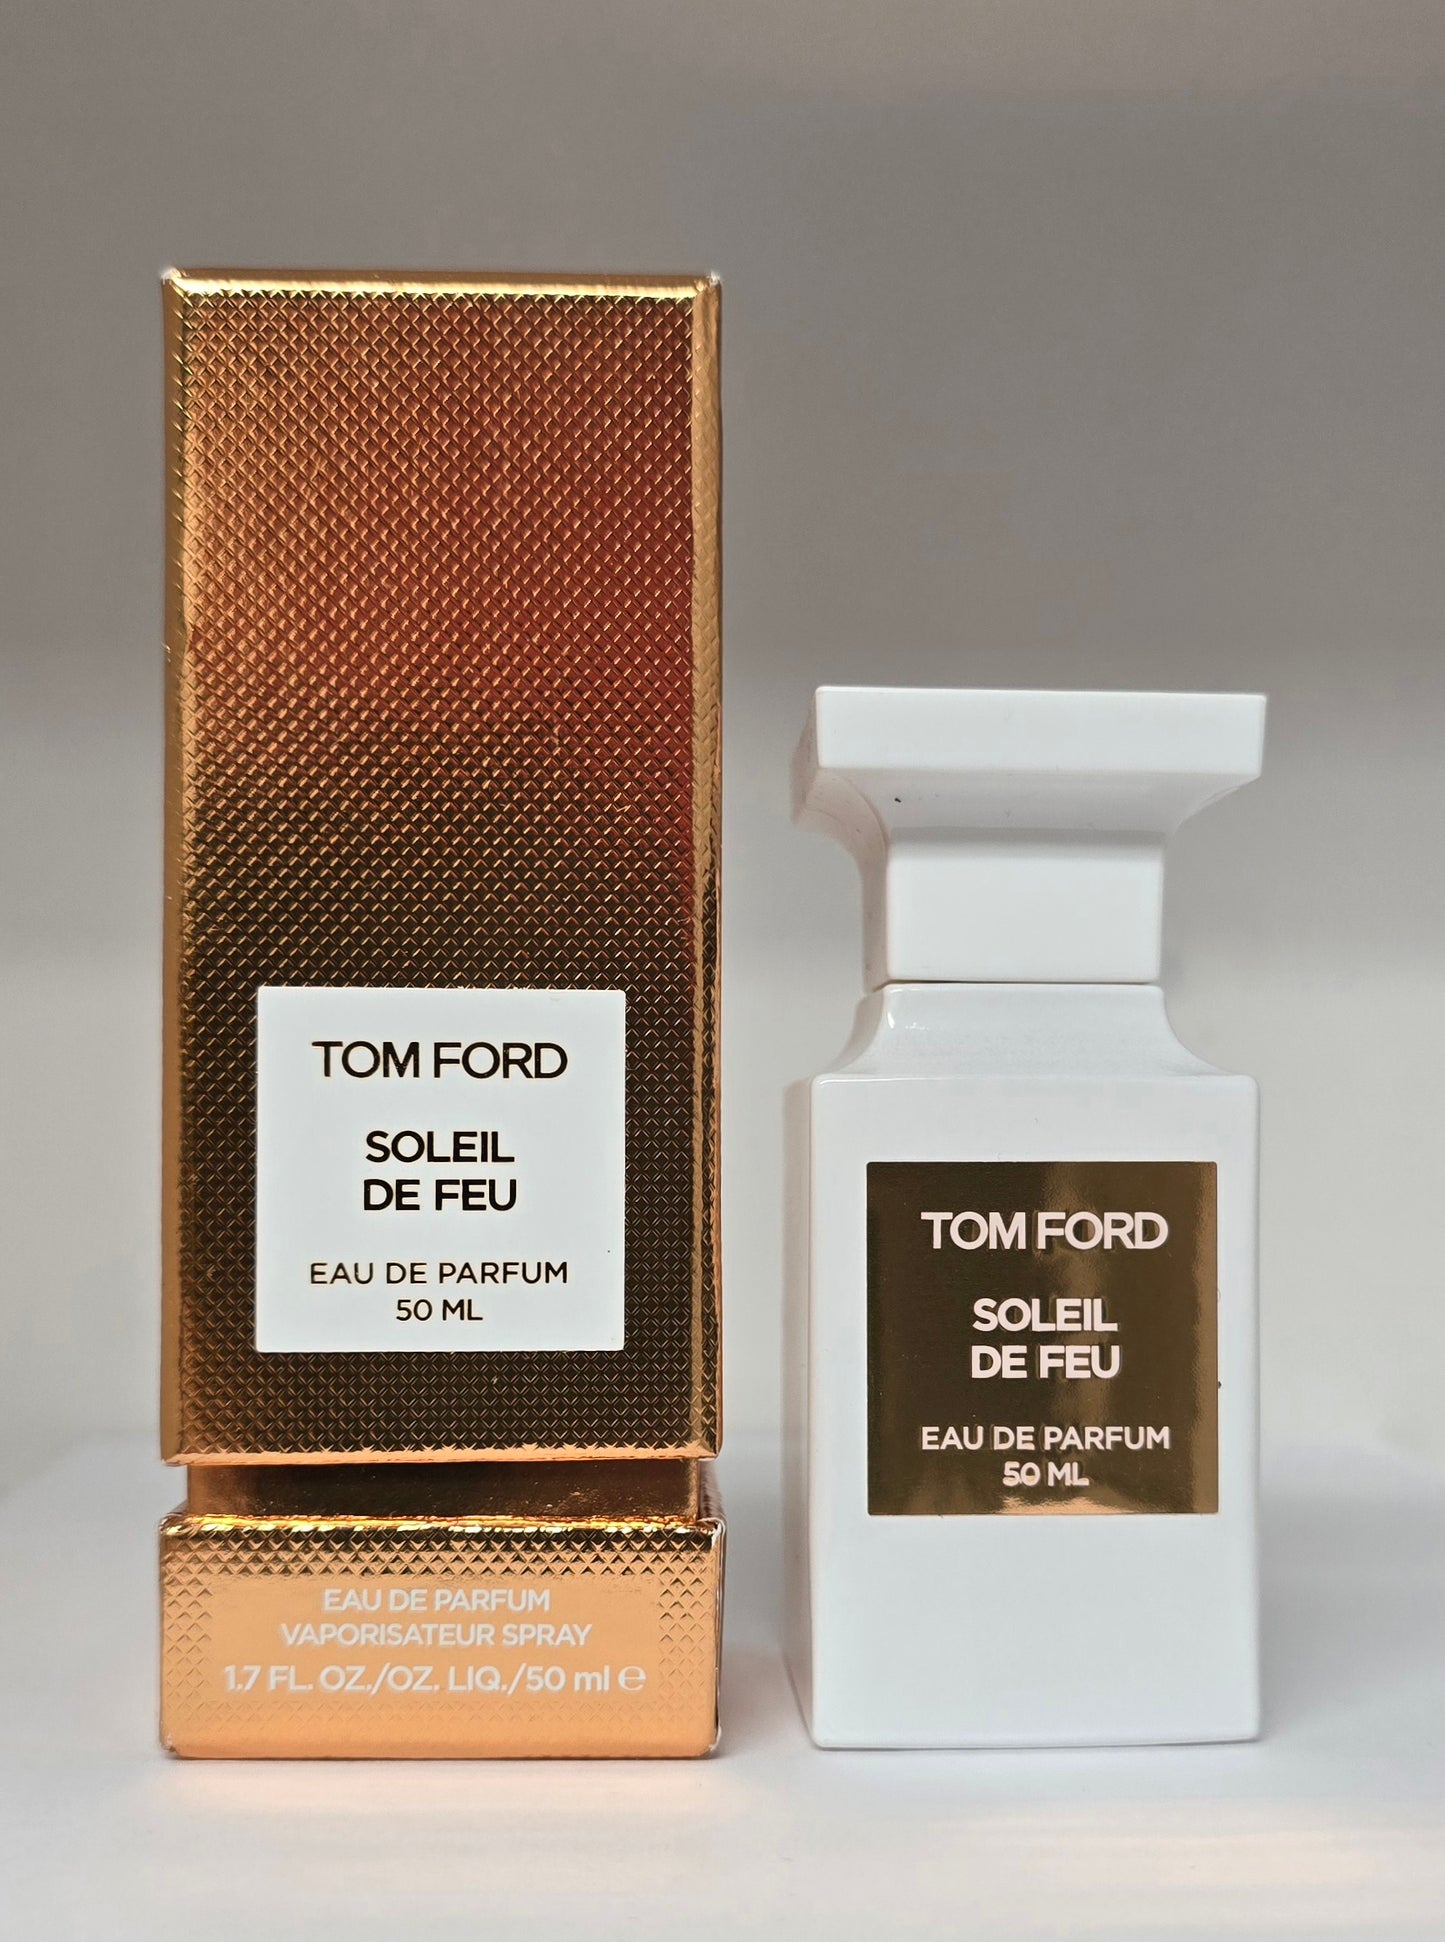 TOM FORD
SOLEIL
DE FEU
EAU DE PARFUM
50 ML
EAU DE PARFUM
VAPORISATEUR SPRAY
1.7 FL. OZ./OZ. LIQ./50 ml ℮
TOM FORD
SOLEIL
DE FEU
EAU DE PARFUM
50 ML